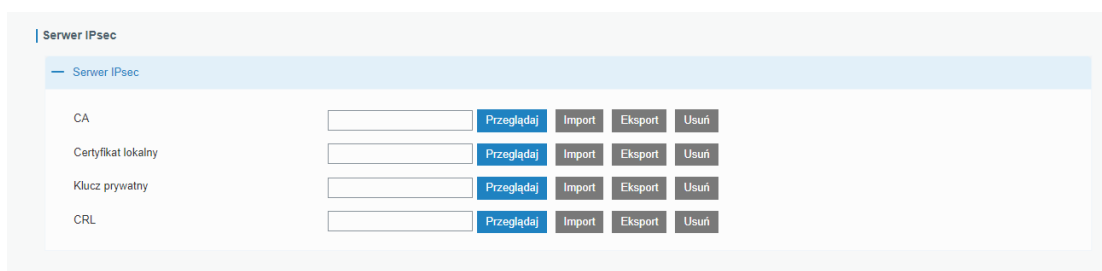 Serwer IPsec
Serwer IPsec
CA Przeglądaj Import Eksport Usuń
Certyfikat lokalny Przeglądaj Import Eksport Usuń
Klucz prywatny Przeglądaj Import Eksport Usuń
CRL Przeglądaj Import Eksport Usuń